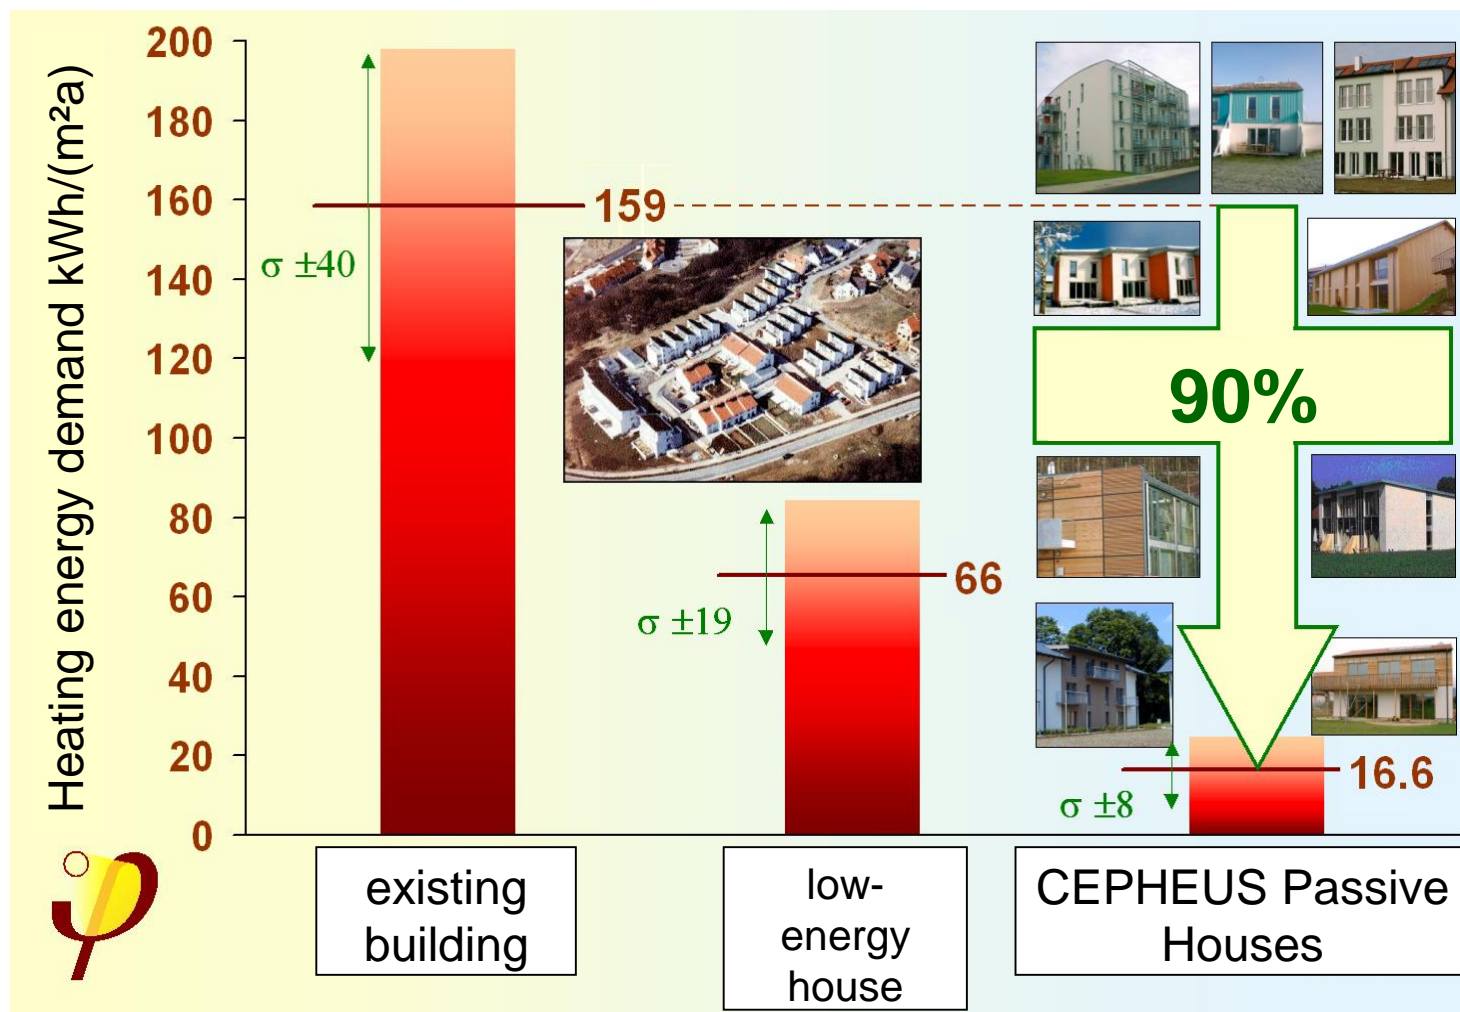 Heating energy demand kWh/(m²a)
200
180
160
140
120
100
80
60
40
20
0
159
σ ±40
90%
66
σ ±19
16.6
σ ±8
existing
building
low-
energy
house
CEPHEUS Passive
Houses